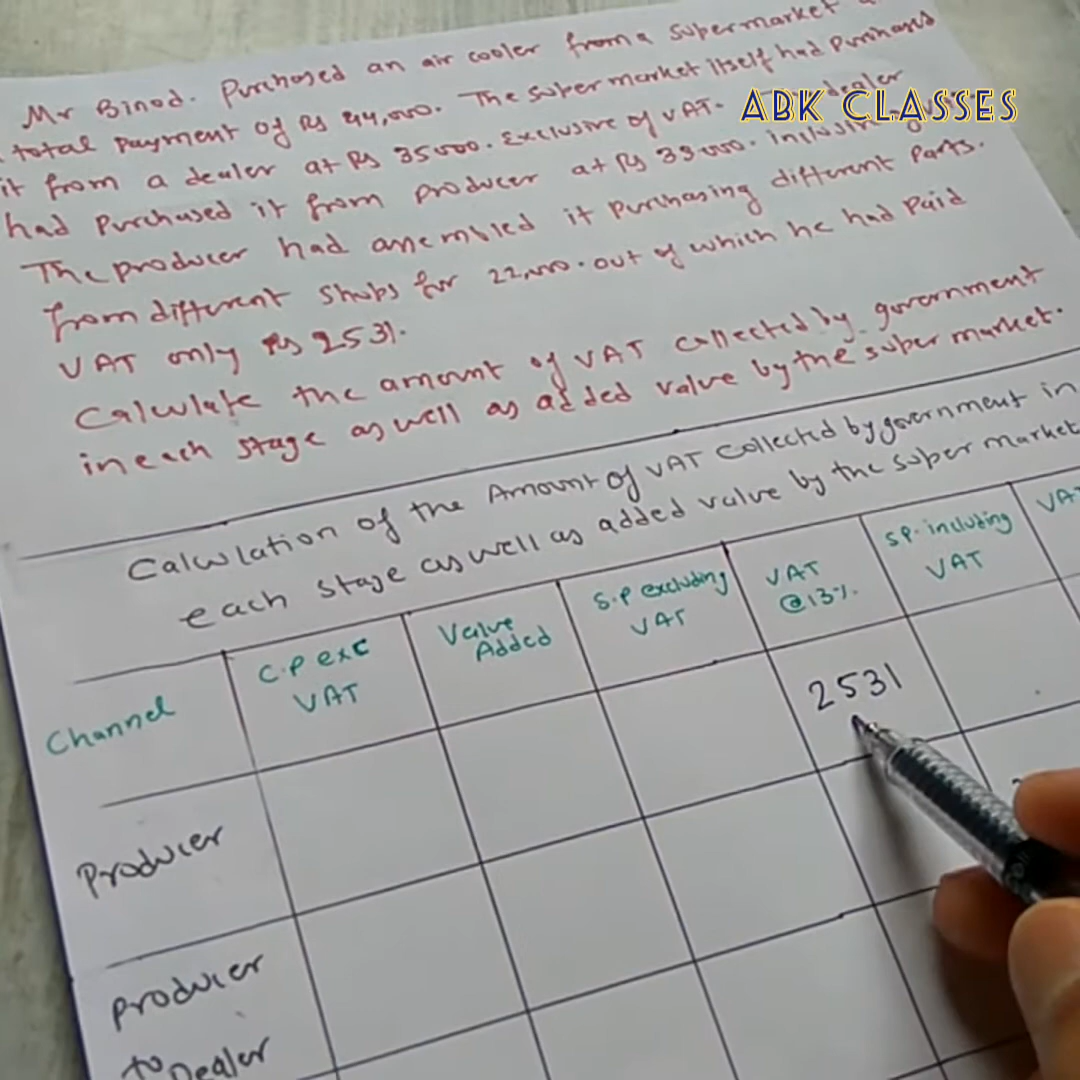 Mr Binod. Purchased an air cooler from a supermarket
total payment of Rs 44,000. The supermarket itself had Purchased
it from a dealer at Rs 35000. Exclusive of VAT. dealer
ABK CLASSES
had purchased it from producer at Rs 33000. inclusive
The producer had assembled it purchasing different Parts.
from different shops for 22,000. out of which he had Paid
VAT only Rs 2531.
Calculate the amount of VAT collected by government
in each stage as well as added value by the super market.
Calculation of the Amount of VAT collected by government in
each stage as well as added value by the super market
Channel C.P exc VAT Value Added S.P excluding VAT VAT @13% S.P. including VAT VAT
Producer 2531
Producer to Dealer